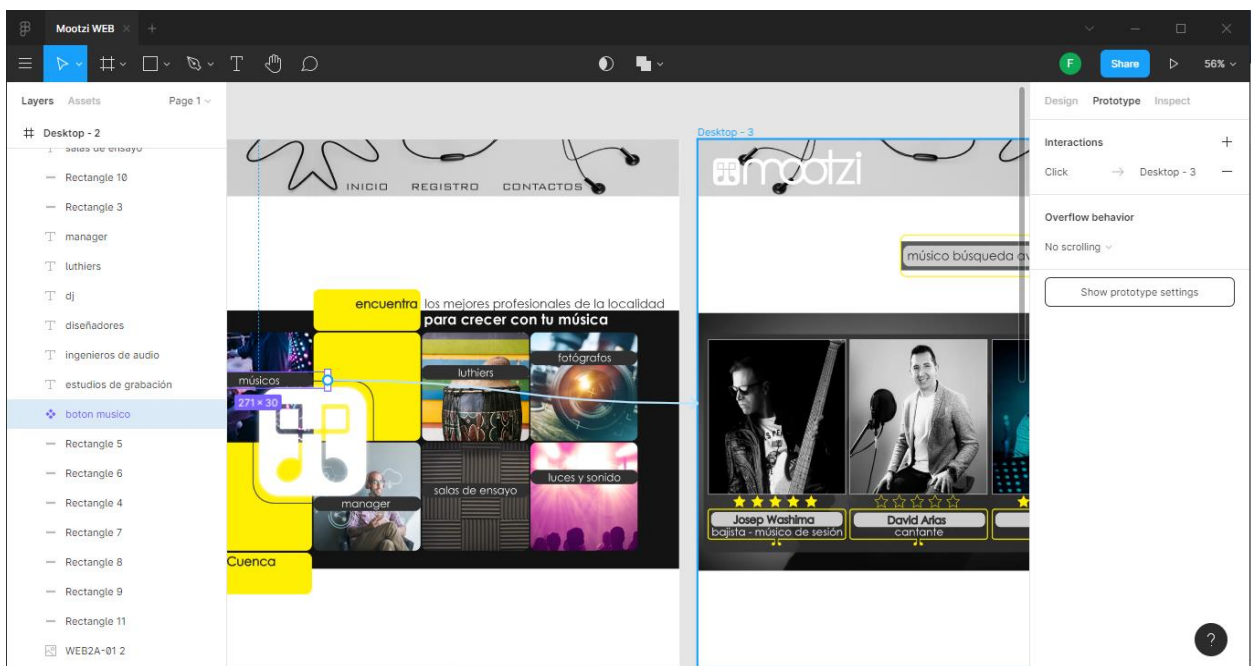 Mootzi WEB
Share
56%
F
Layers Assets Page 1
Desktop - 2
salas de ensayo
Rectangle 10
Rectangle 3
manager
luthiers
dj
diseñadores
ingenieros de audio
estudios de grabación
boton musico
Rectangle 5
Rectangle 6
Rectangle 4
Rectangle 7
Rectangle 8
Rectangle 9
Rectangle 11
WEB2A-01 2
INICIO REGISTRO CONTACTOS
encuentra los mejores profesionales de la localidad
para crecer con tu música
músicos
271 × 30
luthiers
fotógrafos
manager
salas de ensayo
luces y sonido
Cuenca
Desktop - 3
mootzi
músico búsqueda av
Josep Washima
bajista - músico de sesión
David Arias
cantante
Design Prototype Inspect
Interactions
Click → Desktop - 3
Overflow behavior
No scrolling
Show prototype settings
?